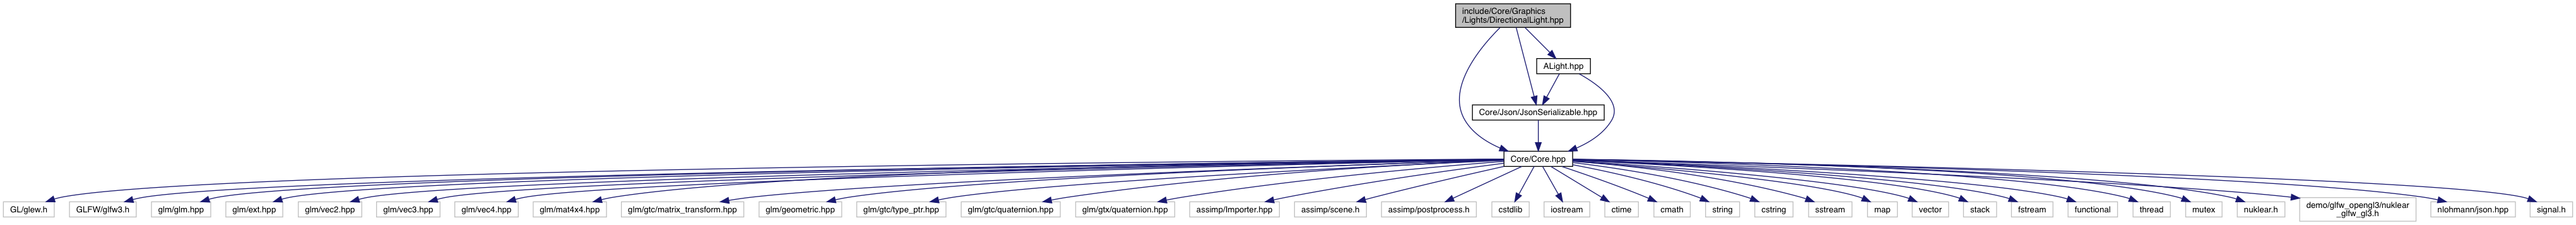 include/Core/Graphics
/Lights/DirectionalLight.hpp
ALight.hpp
Core/Json/JsonSerializable.hpp
Core/Core.hpp
GL/glew.h
GLFW/glfw3.h
glm/glm.hpp
glm/ext.hpp
glm/vec2.hpp
glm/vec3.hpp
glm/vec4.hpp
glm/mat4x4.hpp
glm/gtc/matrix_transform.hpp
glm/geometric.hpp
glm/gtc/type_ptr.hpp
glm/gtc/quaternion.hpp
glm/gtx/quaternion.hpp
assimp/Importer.hpp
assimp/scene.h
assimp/postprocess.h
cstdlib
iostream
ctime
cmath
string
cstring
sstream
map
vector
stack
fstream
functional
thread
mutex
nuklear.h
demo/glfw_opengl3/nuklear
_glfw_gl3.h
nlohmann/json.hpp
signal.h